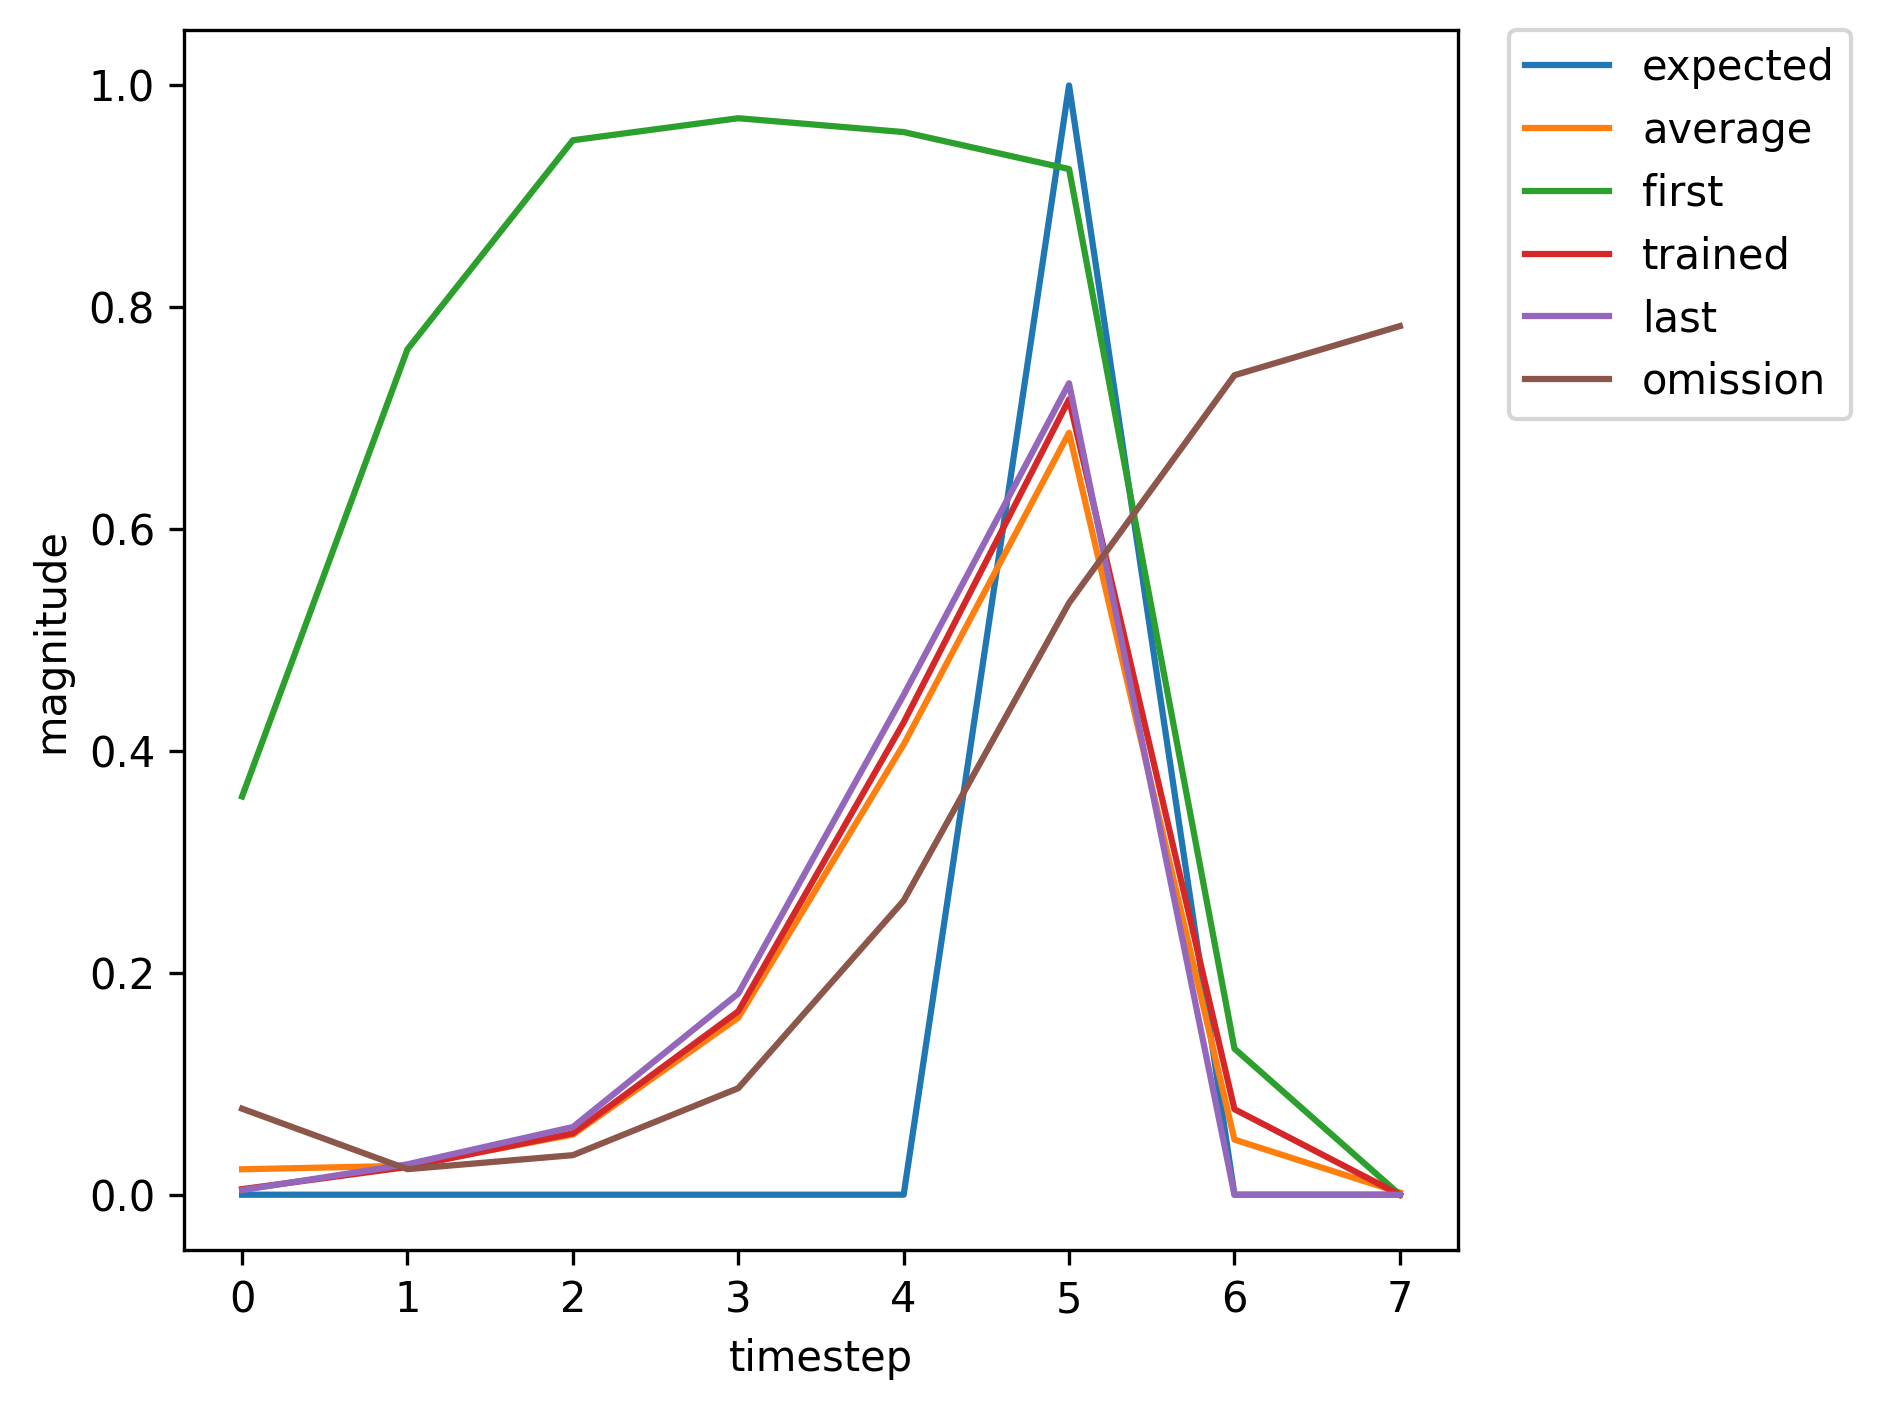 expected
average
first
trained
last
omission
1.0
0.8
0.6
0.4
0.2
0.0
magnitude
0 1 2 3 4 5 6 7
timestep